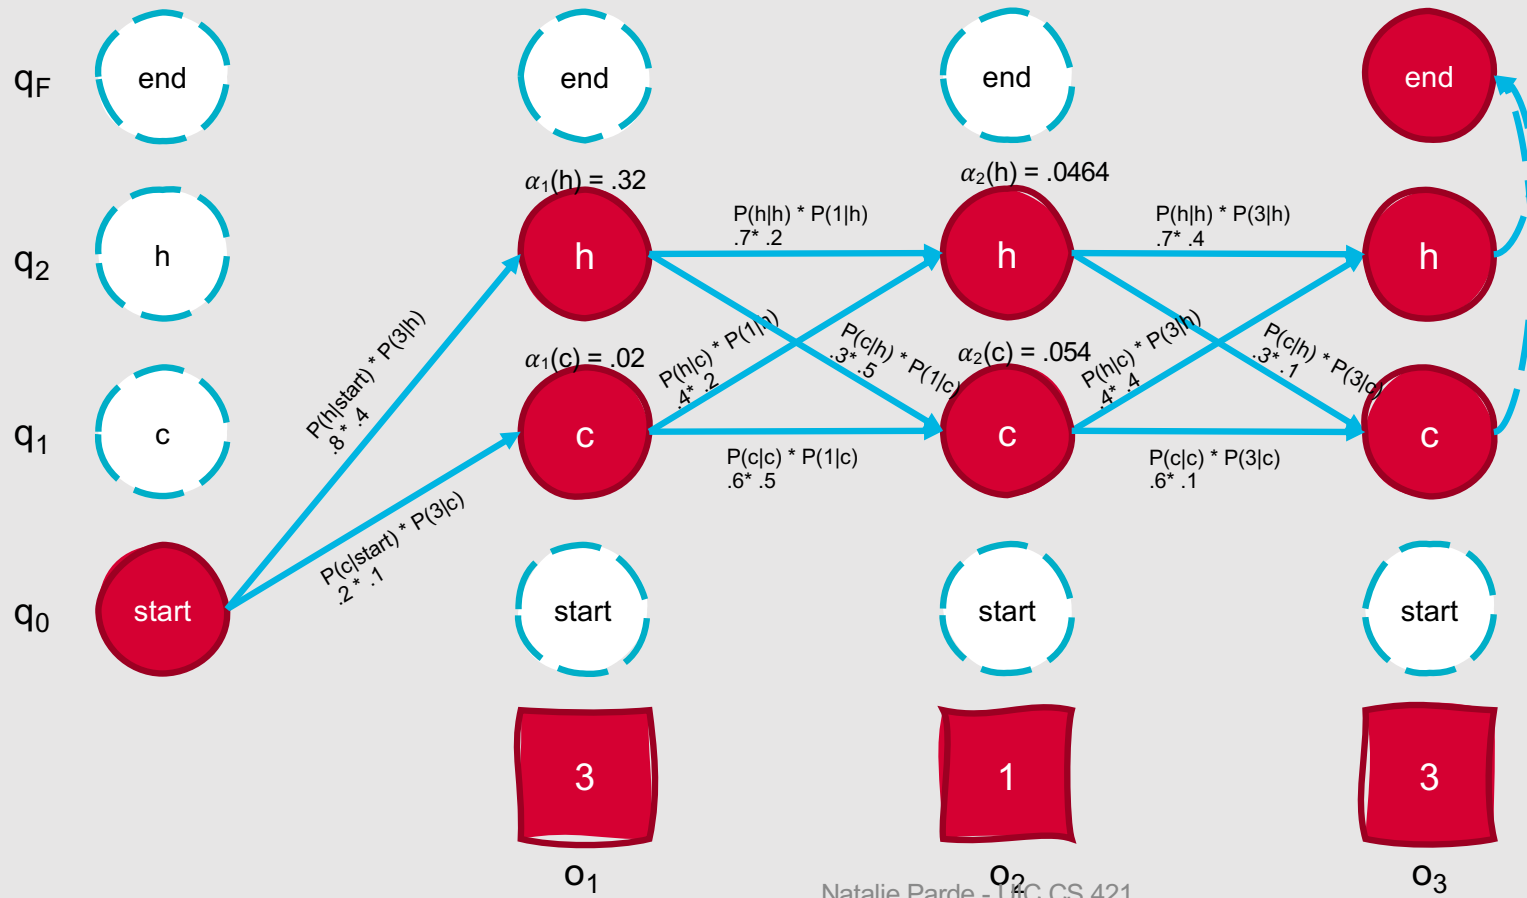 qF
end
end
end
end
α1(h) = .32
α2(h) = .0464
q2
h
h
P(h|h) * P(1|h)
.7* .2
h
P(h|h) * P(3|h)
.7* .4
h
P(h|start) * P(3|h)
.8* .4
P(h|c) * P(1|h)
.4* .2
P(c|h) * P(1|c)
.3* .5
P(h|c) * P(3|h)
.4* .4
P(c|h) * P(3|c)
.3* .1
α1(c) = .02
α2(c) = .054
q1
c
c
P(c|c) * P(1|c)
.6* .5
c
P(c|c) * P(3|c)
.6* .1
c
P(c|start) * P(3|c)
.2* .1
q0
start
start
start
start
3
1
3
o1
o2
o3
Natalie Parde - UIC CS 421